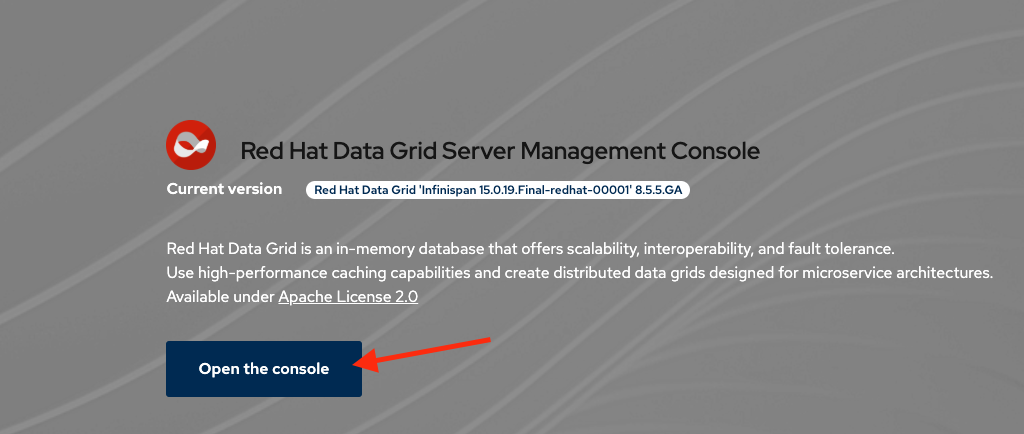 Red Hat Data Grid Server Management Console
Current version Red Hat Data Grid 'Infinispan 15.0.19.Final-redhat-00001' 8.5.5.GA
Red Hat Data Grid is an in-memory database that offers scalability, interoperability, and fault tolerance.
Use high-performance caching capabilities and create distributed data grids designed for microservice architectures.
Available under Apache License 2.0
Open the console